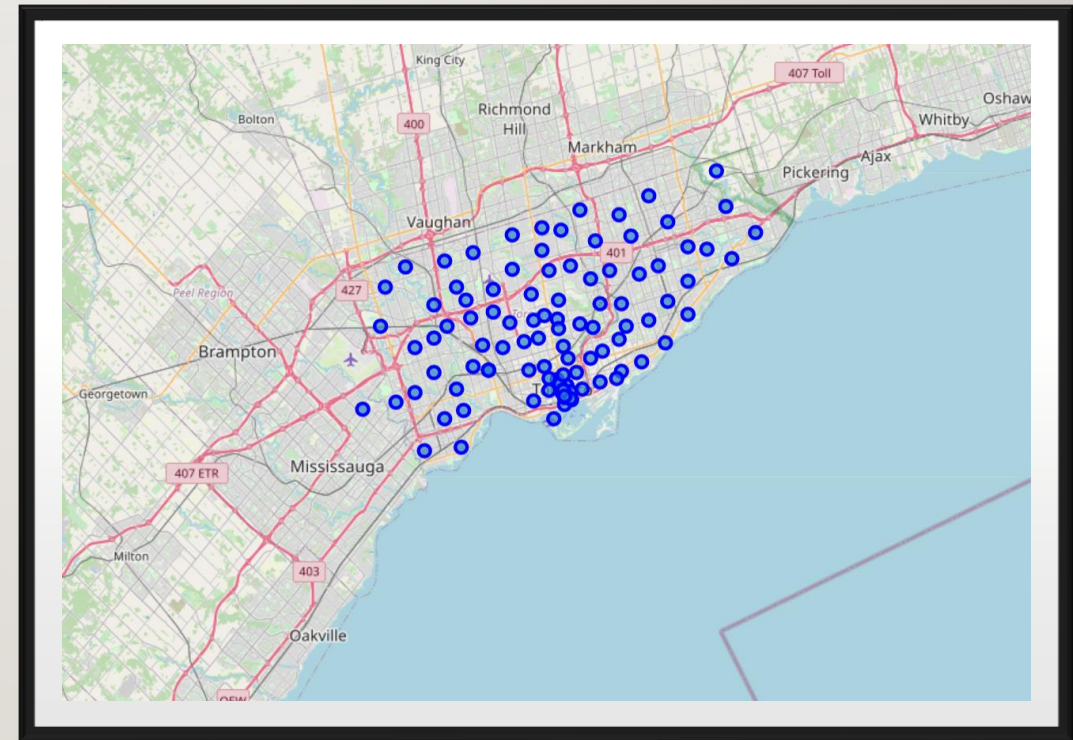 King City
407 Toll
Oshaw
Richmond
Hill
Bolton
400
Whitby
Markham
Ajax
Pickering
Vaughan
401
427
Peel Region
Brampton
Georgetown
Mississauga
407 ETR
Milton
403
Oakville